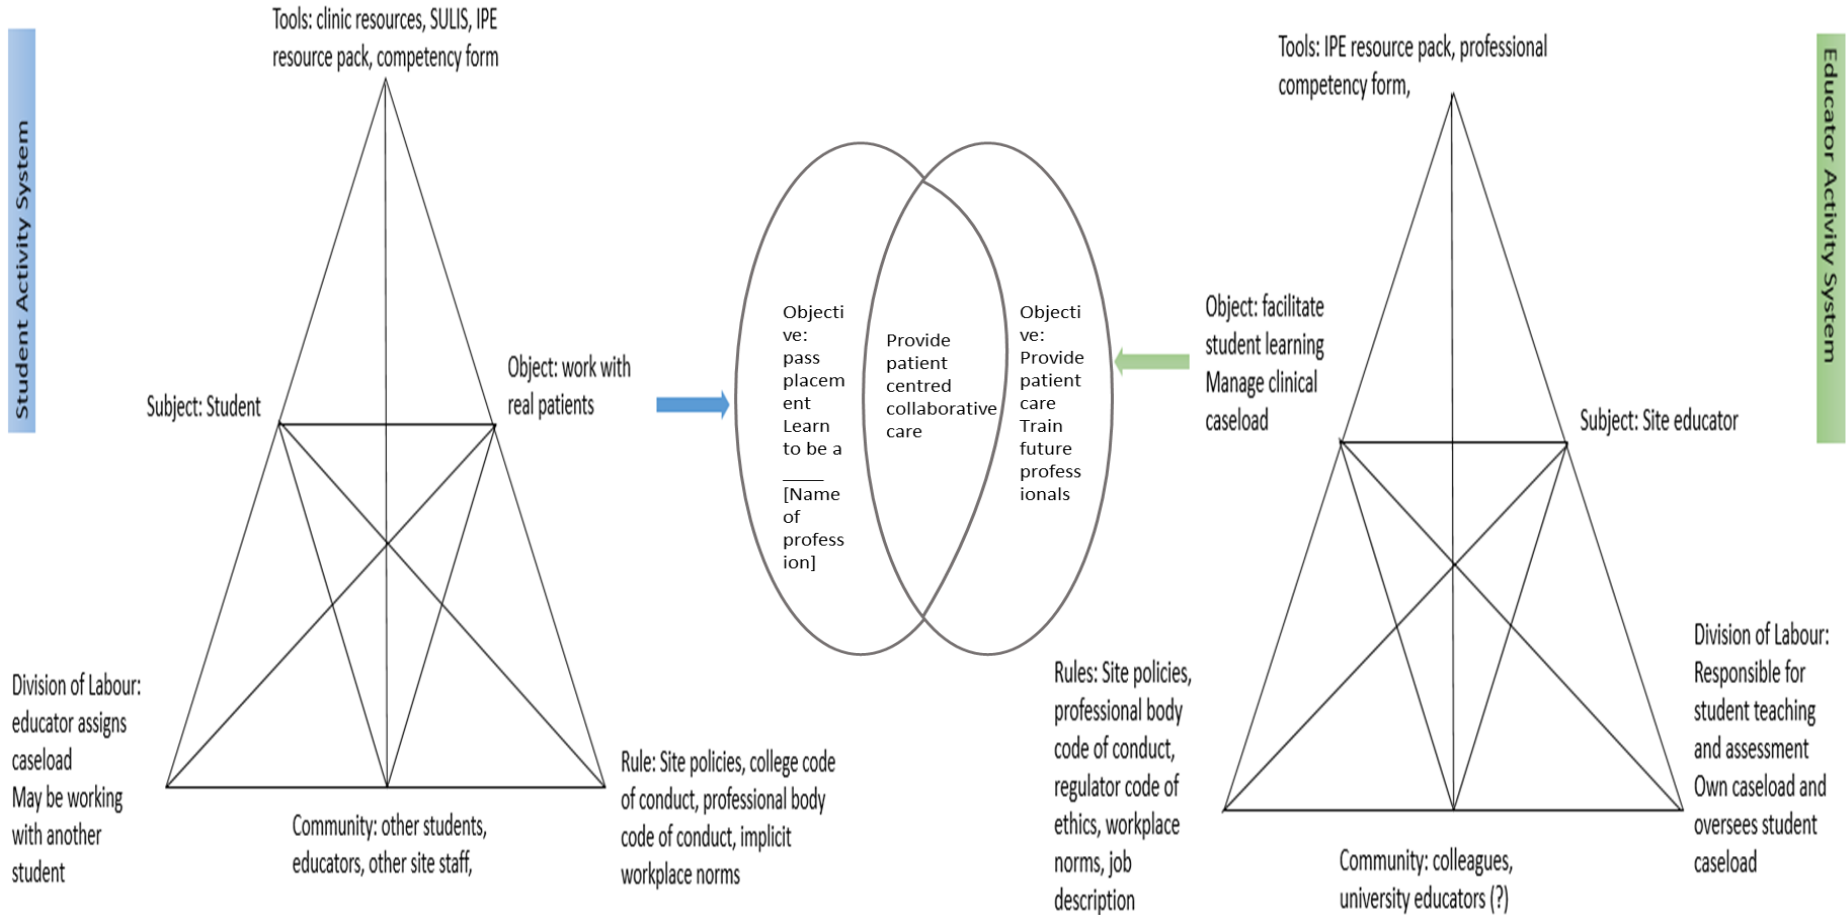 Student Activity System
Tools: clinic resources, SULIS, IPE
resource pack, competency form
Subject: Student
Object: work with
real patients
Division of Labour:
educator assigns
caseload
May be working
with another
student
Community: other students,
educators, other site staff,
Rule: Site policies, college code
of conduct, professional body
code of conduct, implicit
workplace norms
Objecti
ve:
pass
placem
ent
Learn
to be a
____
[Name
of
profess
ion]
Provide
patient
centred
collaborative
care
Objecti
ve:
Provide
patient
care
Train
future
profess
ionals
Tools: IPE resource pack, professional
competency form,
Object: facilitate
student learning
Manage clinical
caseload
Subject: Site educator
Rules: Site policies,
professional body
code of conduct,
regulator code of
ethics, workplace
norms, job
description
Community: colleagues,
university educators (?)
Division of Labour:
Responsible for
student teaching
and assessment
Own caseload and
oversees student
caseload
Educator Activity System